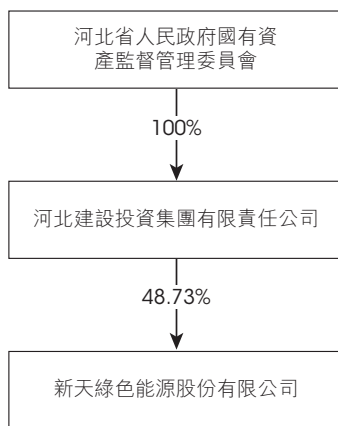 河北省人民政府國有資
產監督管理委員會
100%
河北建設投資集團有限責任公司
48.73%
新天綠色能源股份有限公司